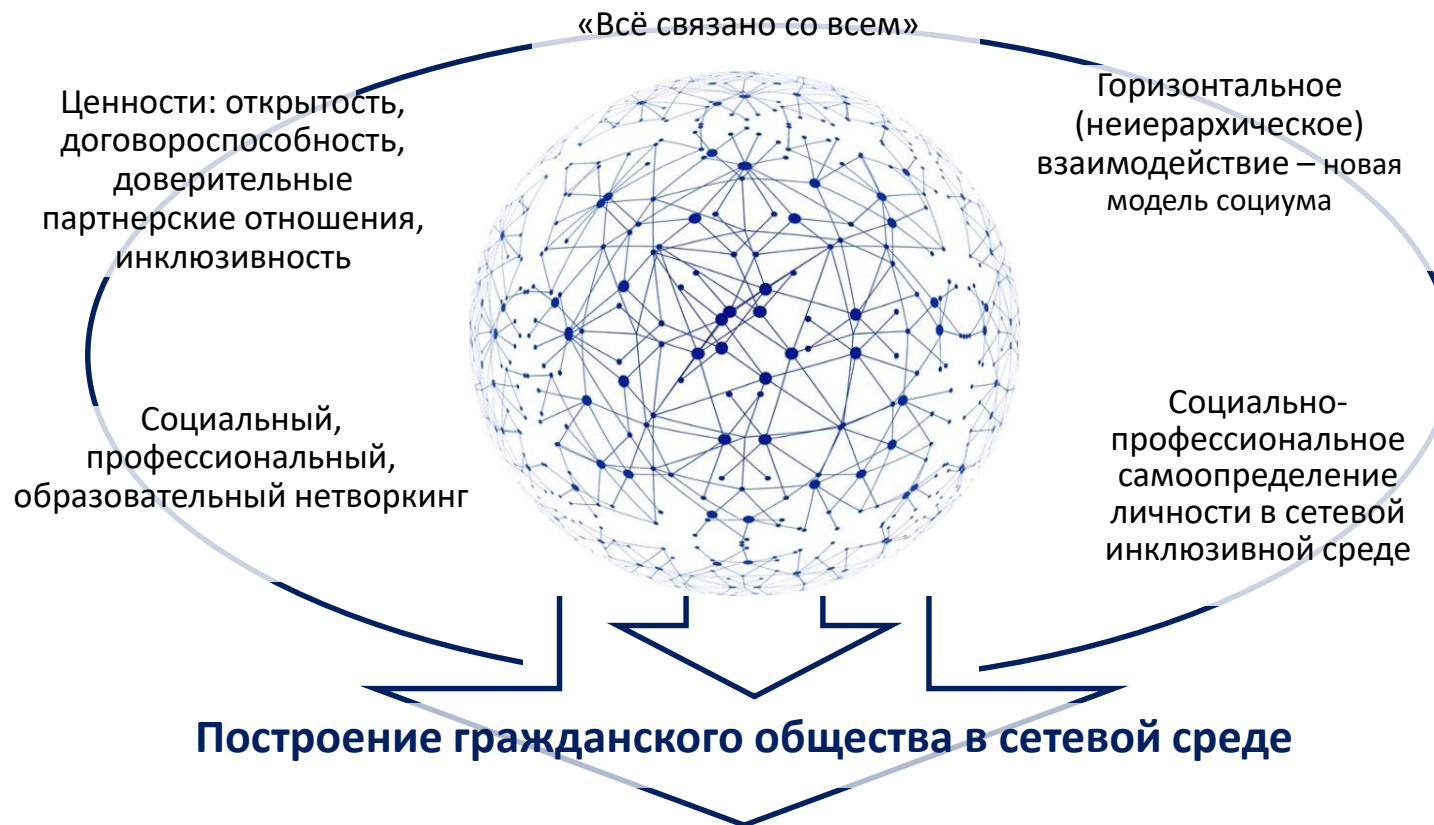 «Всё связано со всем»
Ценности: открытость,
договороспособность,
доверительные
партнерские отношения,
инклюзивность
Горизонтальное
(неиерархическое)
взаимодействие – новая
модель социума
Социальный,
профессиональный,
образовательный нетворкинг
Социально-
профессиональное
самоопределение
личности в сетевой
инклюзивной среде
Построение гражданского общества в сетевой среде